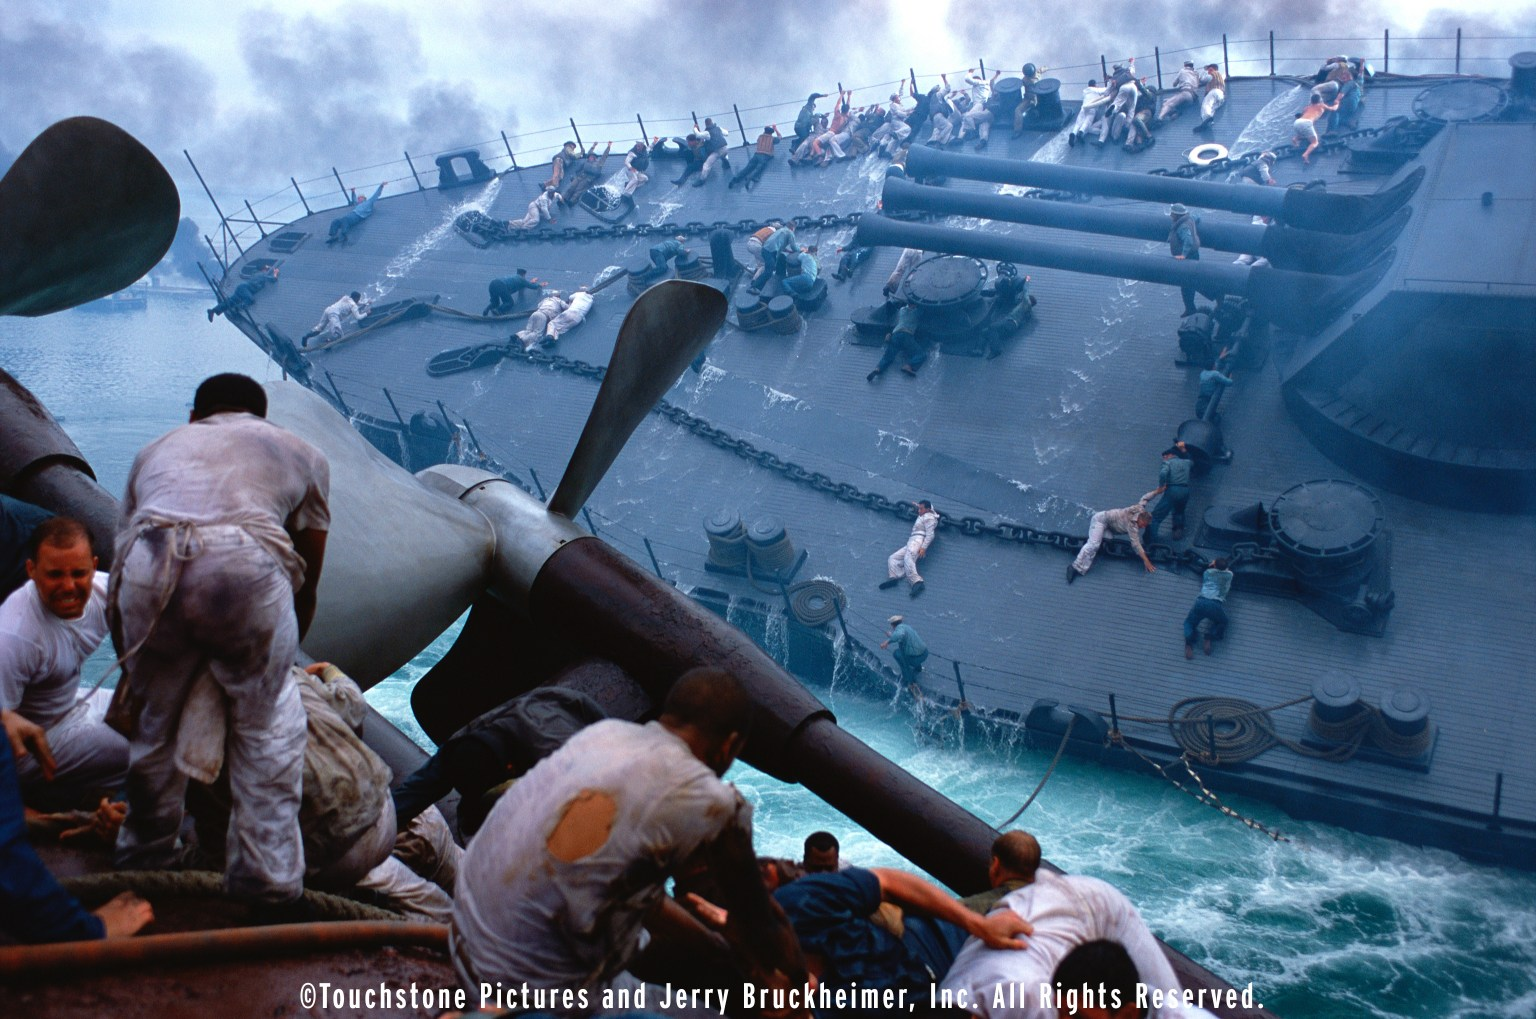 ©Touchstone Pictures and Jerry Bruckheimer, Inc. All Rights Reserved.